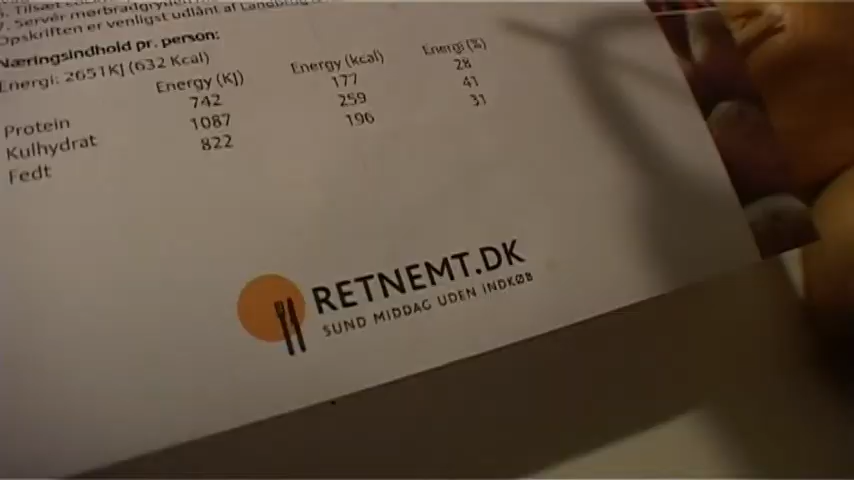 7. Servér mørbradgryden
Opskriften er venligst udlånt af
Næringsindhold pr. person:
Energi: 2651KJ (632 Kcal)
Energy (KJ) Energy (kcal) Energi (%)
Protein 742 177 28
Kulhydrat 1087 259 41
Fedt 822 196 31
RETNEMT.DK
SUND MIDDAG UDEN INDKØB